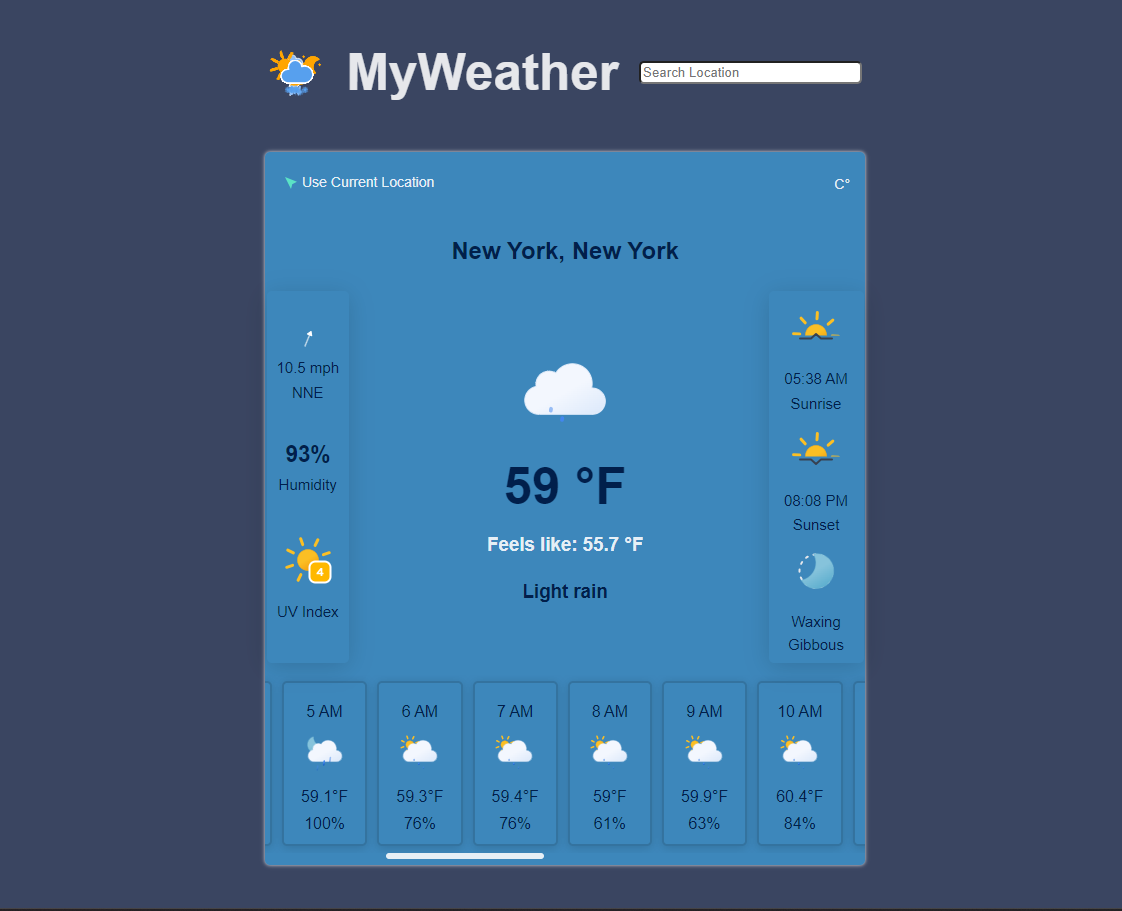 MyWeather
Search Location
Use Current Location
C°
New York, New York
10.5 mph
NNE
93%
Humidity
4
UV Index
59 °F
Feels like: 55.7 °F
Light rain
05:38 AM
Sunrise
08:08 PM
Sunset
Waxing
Gibbous
5 AM
59.1°F
100%
6 AM
59.3°F
76%
7 AM
59.4°F
76%
8 AM
59°F
61%
9 AM
59.9°F
63%
10 AM
60.4°F
84%